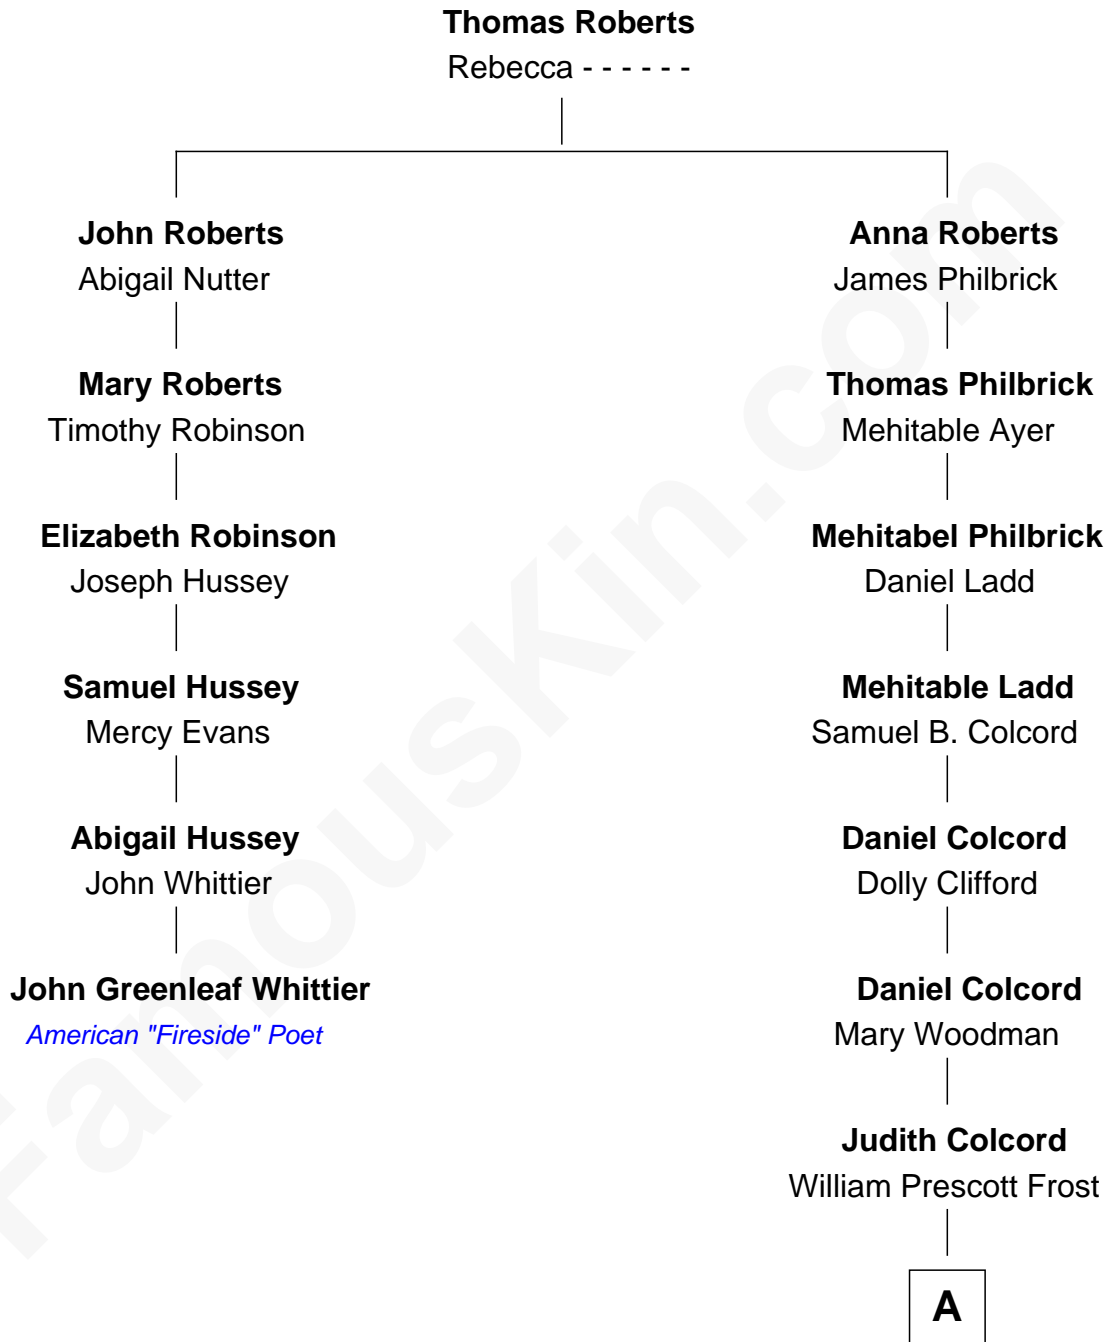 Thomas Roberts
Rebecca - - - - - -
John Roberts
Abigail Nutter
Anna Roberts
James Philbrick
Mary Roberts
Timothy Robinson
Thomas Philbrick
Mehitable Ayer
Elizabeth Robinson
Joseph Hussey
Mehitabel Philbrick
Daniel Ladd
Samuel Hussey
Mercy Evans
Mehitable Ladd
Samuel B. Colcord
Abigail Hussey
John Whittier
Daniel Colcord
Dolly Clifford
John Greenleaf Whittier
American "Fireside" Poet
Daniel Colcord
Mary Woodman
Judith Colcord
William Prescott Frost
A
FamousKin.com